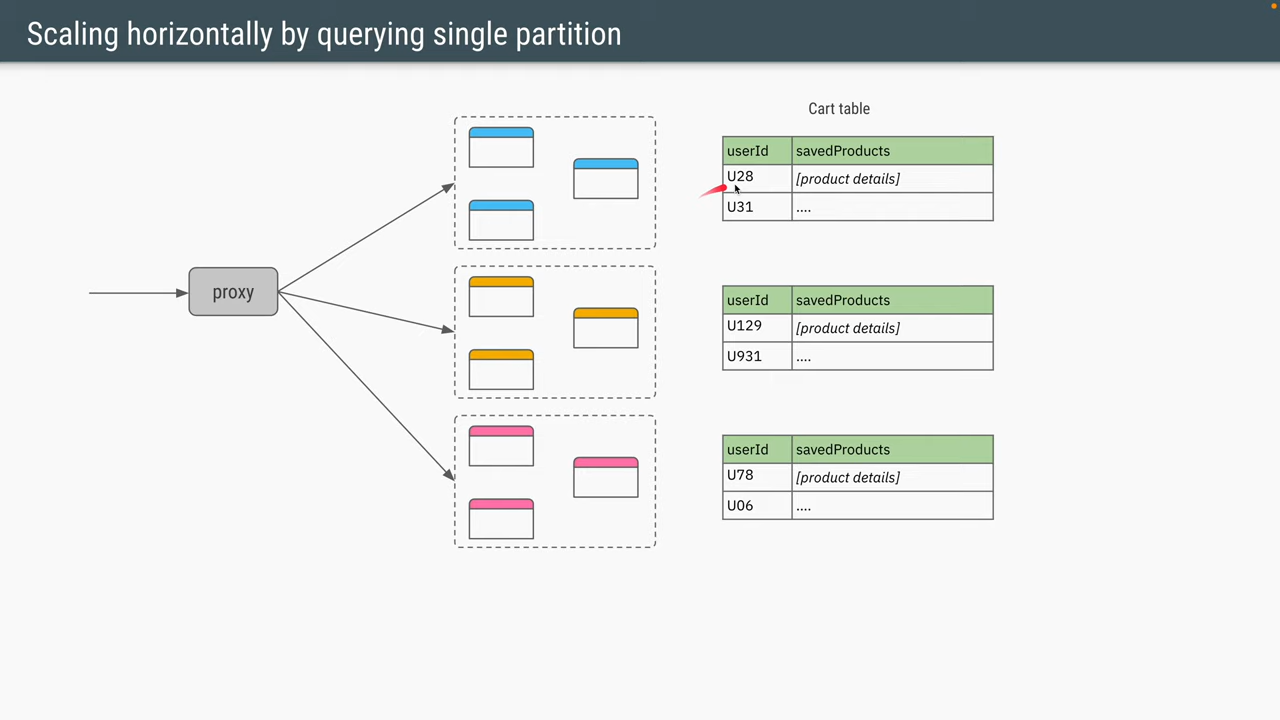 Scaling horizontally by querying single partition
Cart table
userId savedProducts
U28 [product details]
U31 ....
proxy
userId savedProducts
U129 [product details]
U931 ....
userId savedProducts
U78 [product details]
U06 ....